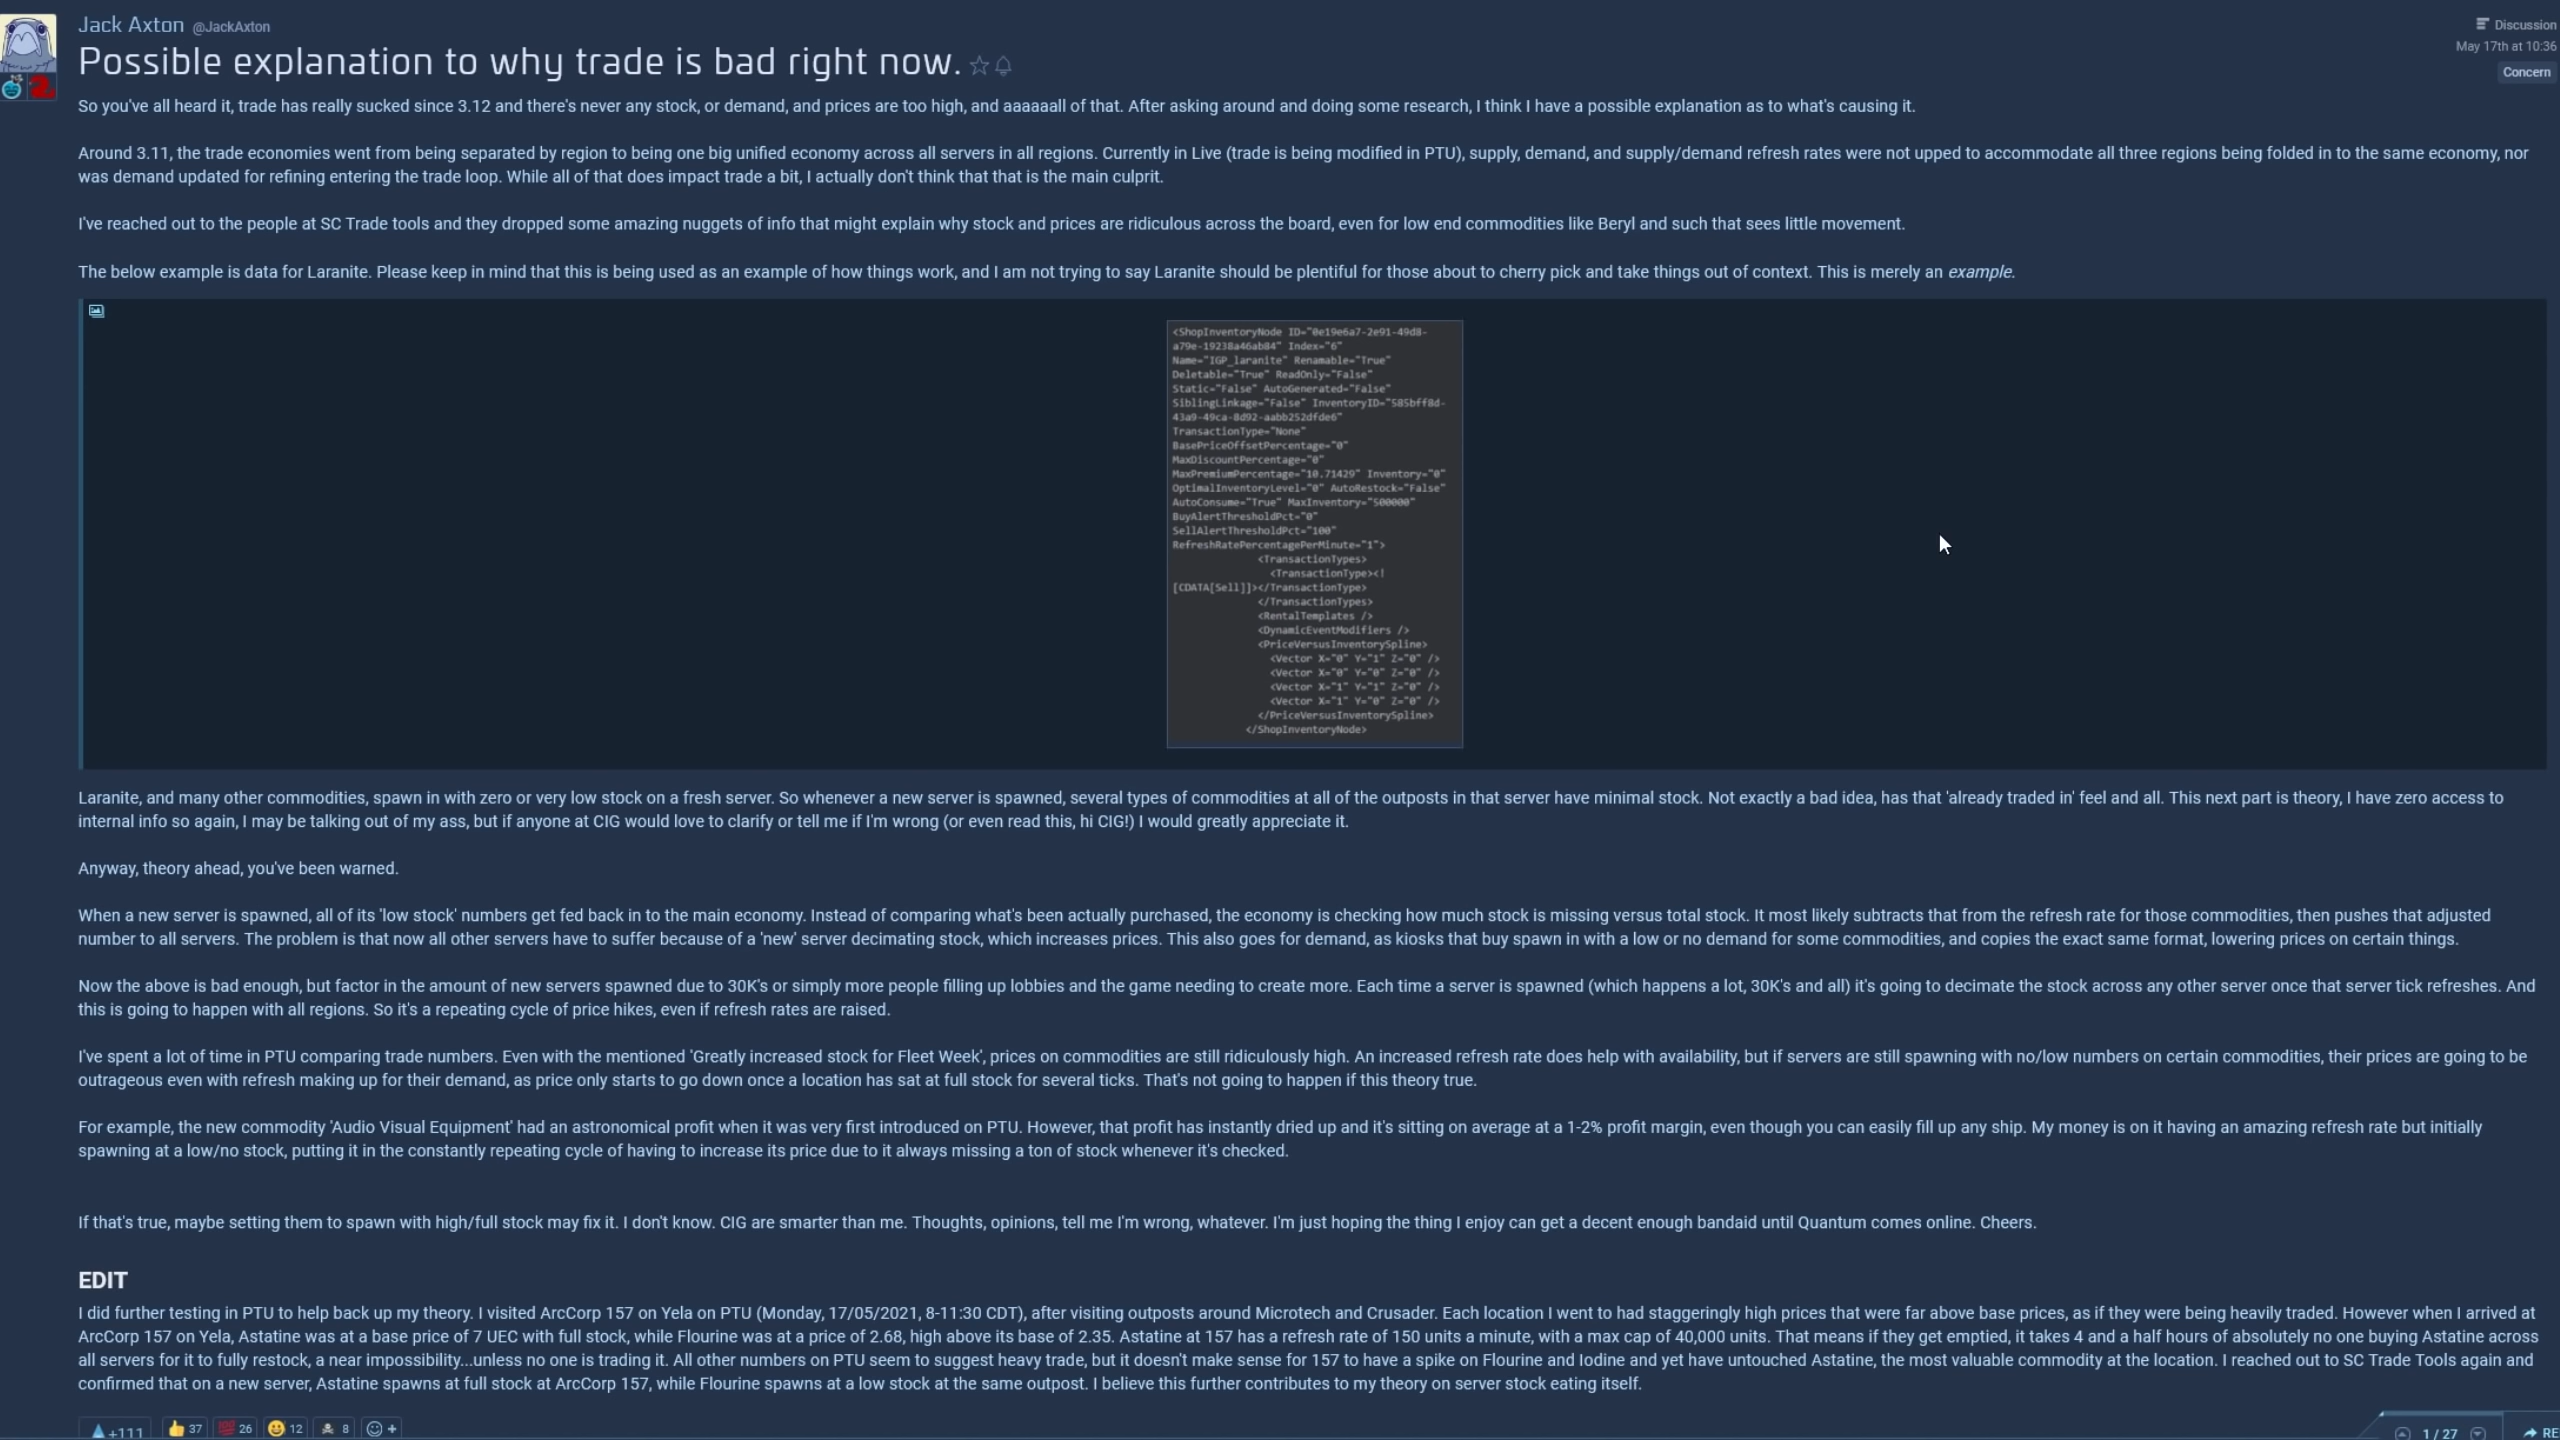 Jack Axton @JackAxton
Discussion
Possible explanation to why trade is bad right now.
May 17th at 10:36
Concern
So you've all heard it, trade has really sucked since 3.12 and there's never any stock, or demand, and prices are too high, and aaaaaall of that. After asking around and doing some research, I think I have a possible explanation as to what's causing it.
Around 3.11, the trade economies went from being separated by region to being one big unified economy across all servers in all regions. Currently in Live (trade is being modified in PTU), supply, demand, and supply/demand refresh rates were not upped to accommodate all three regions being folded in to the same economy, nor
was demand updated for refining entering the trade loop. While all of that does impact trade a bit, I actually don't think that that is the main culprit.
I've reached out to the people at SC Trade tools and they dropped some amazing nuggets of info that might explain why stock and prices are ridiculous across the board, even for low end commodities like Beryl and such that sees little movement.
The below example is data for Laranite. Please keep in mind that this is being used as an example of how things work, and I am not trying to say Laranite should be plentiful for those about to cherry pick and take things out of context. This is merely an example.
<ShopInventoryNode ID="0e19e6a7-2e91-49d8-
a79e-19238a46ab84" Index="6"
Name="IGP_laranite" Renamable="True"
Deletable="True" ReadOnly="False"
Static="False" AutoGenerated="False"
SiblingLinkage="False" InventoryID="585bff8d-
43a9-49ca-8d92-aabb252dfde6"
TransactionType="None"
BasePriceOffsetPercentage="0"
MaxDiscountPercentage="0"
MaxPremiumPercentage="10.71429" Inventory="0"
OptimalInventoryLevel="0" AutoRestock="False"
AutoConsume="True" MaxInventory="500000"
BuyAlertThresholdPct="0"
SellAlertThresholdPct="100"
RefreshRatePercentagePerMinute="1">
<TransactionTypes>
<TransactionType><!
[CDATA[Sell]]></TransactionType>
</TransactionTypes>
<RentalTemplates />
<DynamicEventModifiers />
<PriceVersusInventorySpline>
<Vector X="0" Y="1" Z="0" />
<Vector X="0" Y="0" Z="0" />
<Vector X="1" Y="1" Z="0" />
<Vector X="1" Y="0" Z="0" />
</PriceVersusInventorySpline>
</ShopInventoryNode>
Laranite, and many other commodities, spawn in with zero or very low stock on a fresh server. So whenever a new server is spawned, several types of commodities at all of the outposts in that server have minimal stock. Not exactly a bad idea, has that 'already traded in' feel and all. This next part is theory, I have zero access to
internal info so again, I may be talking out of my ass, but if anyone at CIG would love to clarify or tell me if I'm wrong (or even read this, hi CIG!) I would greatly appreciate it.
Anyway, theory ahead, you've been warned.
When a new server is spawned, all of its 'low stock' numbers get fed back in to the main economy. Instead of comparing what's been actually purchased, the economy is checking how much stock is missing versus total stock. It most likely subtracts that from the refresh rate for those commodities, then pushes that adjusted
number to all servers. The problem is that now all other servers have to suffer because of a 'new' server decimating stock, which increases prices. This also goes for demand, as kiosks that buy spawn in with a low or no demand for some commodities, and copies the exact same format, lowering prices on certain things.
Now the above is bad enough, but factor in the amount of new servers spawned due to 30K's or simply more people filling up lobbies and the game needing to create more. Each time a server is spawned (which happens a lot, 30K's and all) it's going to decimate the stock across any other server once that server tick refreshes. And
this is going to happen with all regions. So it's a repeating cycle of price hikes, even if refresh rates are raised.
I've spent a lot of time in PTU comparing trade numbers. Even with the mentioned 'Greatly increased stock for Fleet Week', prices on commodities are still ridiculously high. An increased refresh rate does help with availability, but if servers are still spawning with no/low numbers on certain commodities, their prices are going to be
outrageous even with refresh making up for their demand, as price only starts to go down once a location has sat at full stock for several ticks. That's not going to happen if this theory true.
For example, the new commodity 'Audio Visual Equipment' had an astronomical profit when it was very first introduced on PTU. However, that profit has instantly dried up and it's sitting on average at a 1-2% profit margin, even though you can easily fill up any ship. My money is on it having an amazing refresh rate but initially
spawning at a low/no stock, putting it in the constantly repeating cycle of having to increase its price due to it always missing a ton of stock whenever it's checked.
If that's true, maybe setting them to spawn with high/full stock may fix it. I don't know. CIG are smarter than me. Thoughts, opinions, tell me I'm wrong, whatever. I'm just hoping the thing I enjoy can get a decent enough bandaid until Quantum comes online. Cheers.
EDIT
I did further testing in PTU to help back up my theory. I visited ArcCorp 157 on Yela on PTU (Monday, 17/05/2021, 8-11:30 CDT), after visiting outposts around Microtech and Crusader. Each location I went to had staggeringly high prices that were far above base prices, as if they were being heavily traded. However when I arrived at
ArcCorp 157 on Yela, Astatine was at a base price of 7 UEC with full stock, while Flourine was at a price of 2.68, high above its base of 2.35. Astatine at 157 has a refresh rate of 150 units a minute, with a max cap of 40,000 units. That means if they get emptied, it takes 4 and a half hours of absolutely no one buying Astatine across
all servers for it to fully restock, a near impossibility...unless no one is trading it. All other numbers on PTU seem to suggest heavy trade, but it doesn't make sense for 157 to have a spike on Flourine and Iodine and yet have untouched Astatine, the most valuable commodity at the location. I reached out to SC Trade Tools again and
confirmed that on a new server, Astatine spawns at full stock at ArcCorp 157, while Flourine spawns at a low stock at the same outpost. I believe this further contributes to my theory on server stock eating itself.
+111 37 26 12 8 +
1 / 27 RE